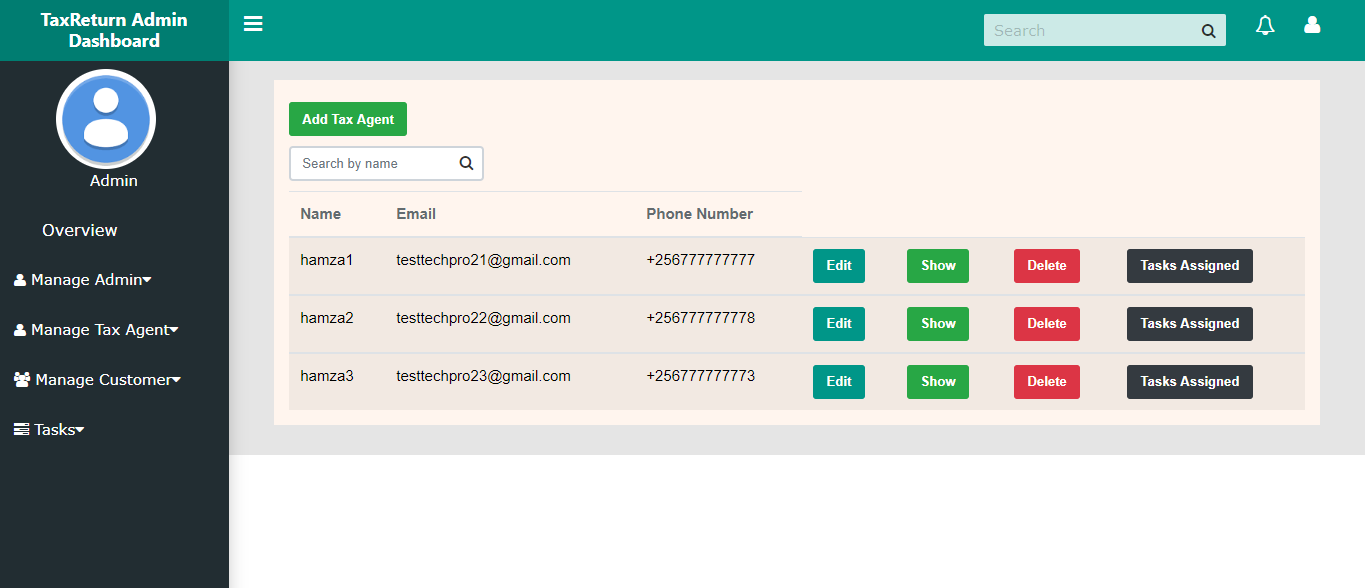 TaxReturn Admin
Dashboard
Search
Admin
Overview
Manage Admin
Manage Tax Agent
Manage Customer
Tasks
Add Tax Agent
Search by name
Name Email Phone Number
hamza1 testtechpro21@gmail.com +256777777777 Edit Show Delete Tasks Assigned
hamza2 testtechpro22@gmail.com +256777777778 Edit Show Delete Tasks Assigned
hamza3 testtechpro23@gmail.com +256777777773 Edit Show Delete Tasks Assigned